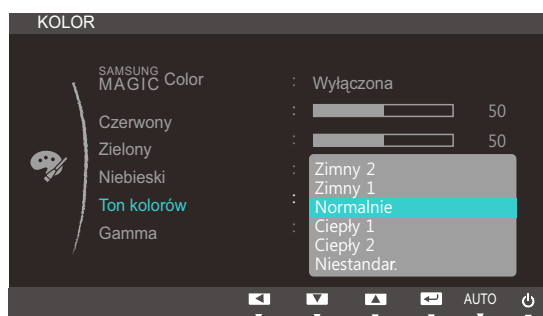 KOLOR
SAMSUNG
MAGIC Color : Wyłączona
Czerwony : 50
Zielony : 50
Niebieski :
Ton kolorów :
Gamma :
Zimny 2
Zimny 1
Normalnie
Ciepły 1
Ciepły 2
Niestandar.
AUTO